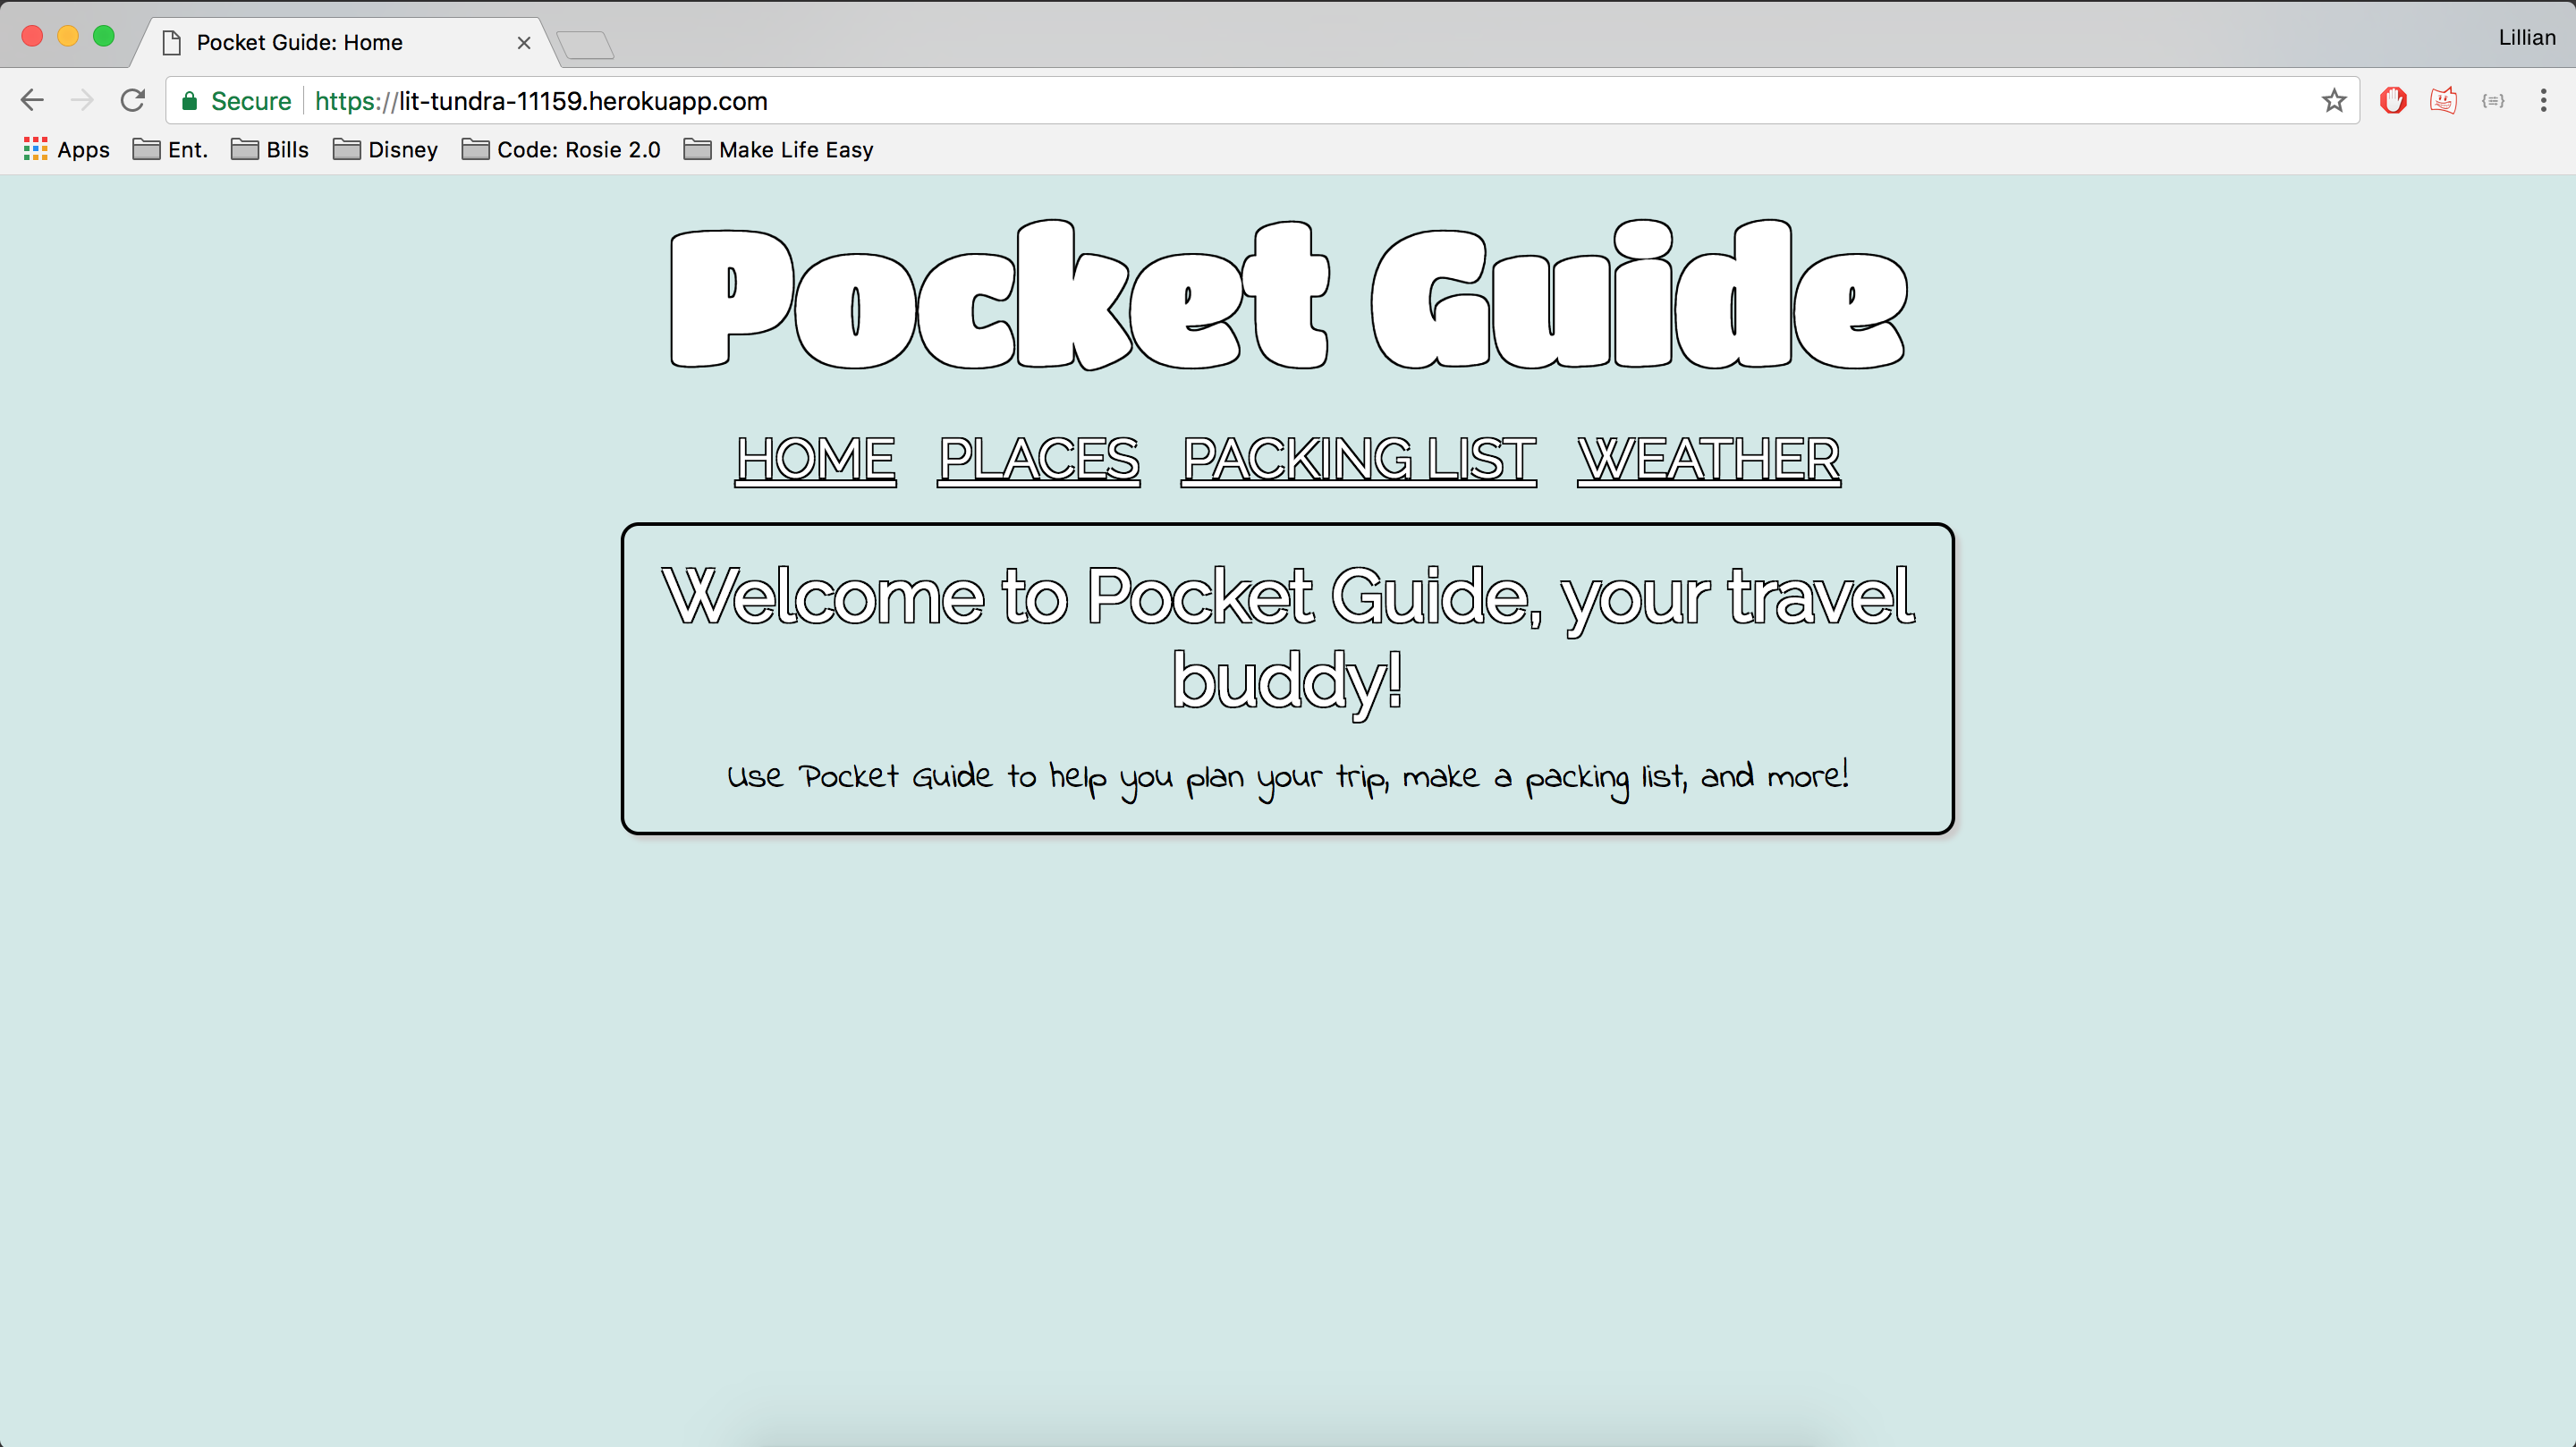 Pocket Guide: Home
Lillian
Secure https://lit-tundra-11159.herokuapp.com
Apps Ent. Bills Disney Code: Rosie 2.0 Make Life Easy
Pocket Guide
HOME PLACES PACKING LIST WEATHER
Welcome to Pocket Guide, your travel
buddy!
Use Pocket Guide to help you plan your trip, make a packing list, and more!